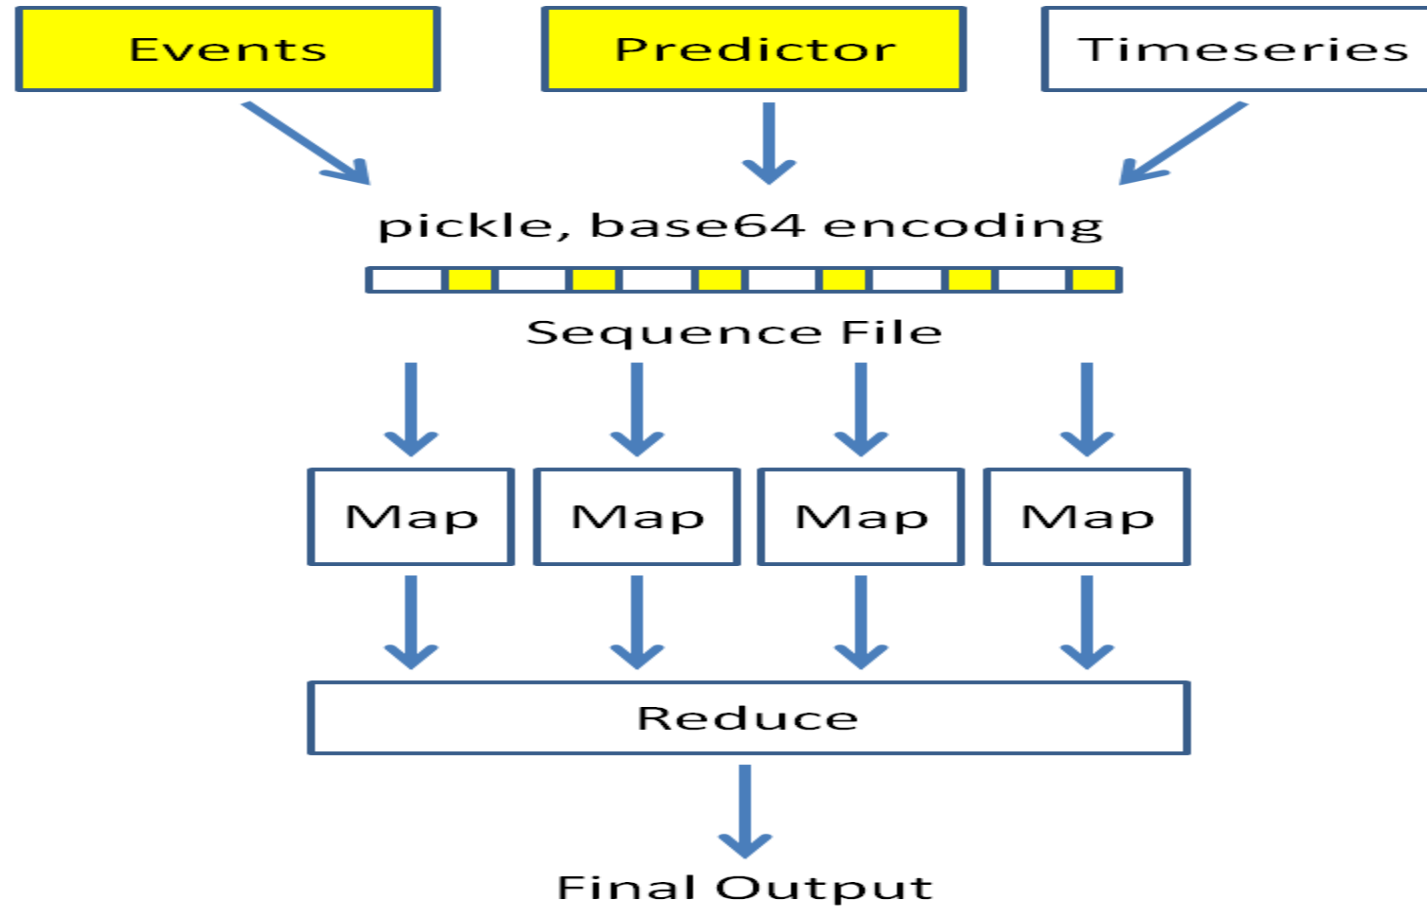 Events Predictor Timeseries
pickle, base64 encoding
Sequence File
Map Map Map Map
Reduce
Final Output